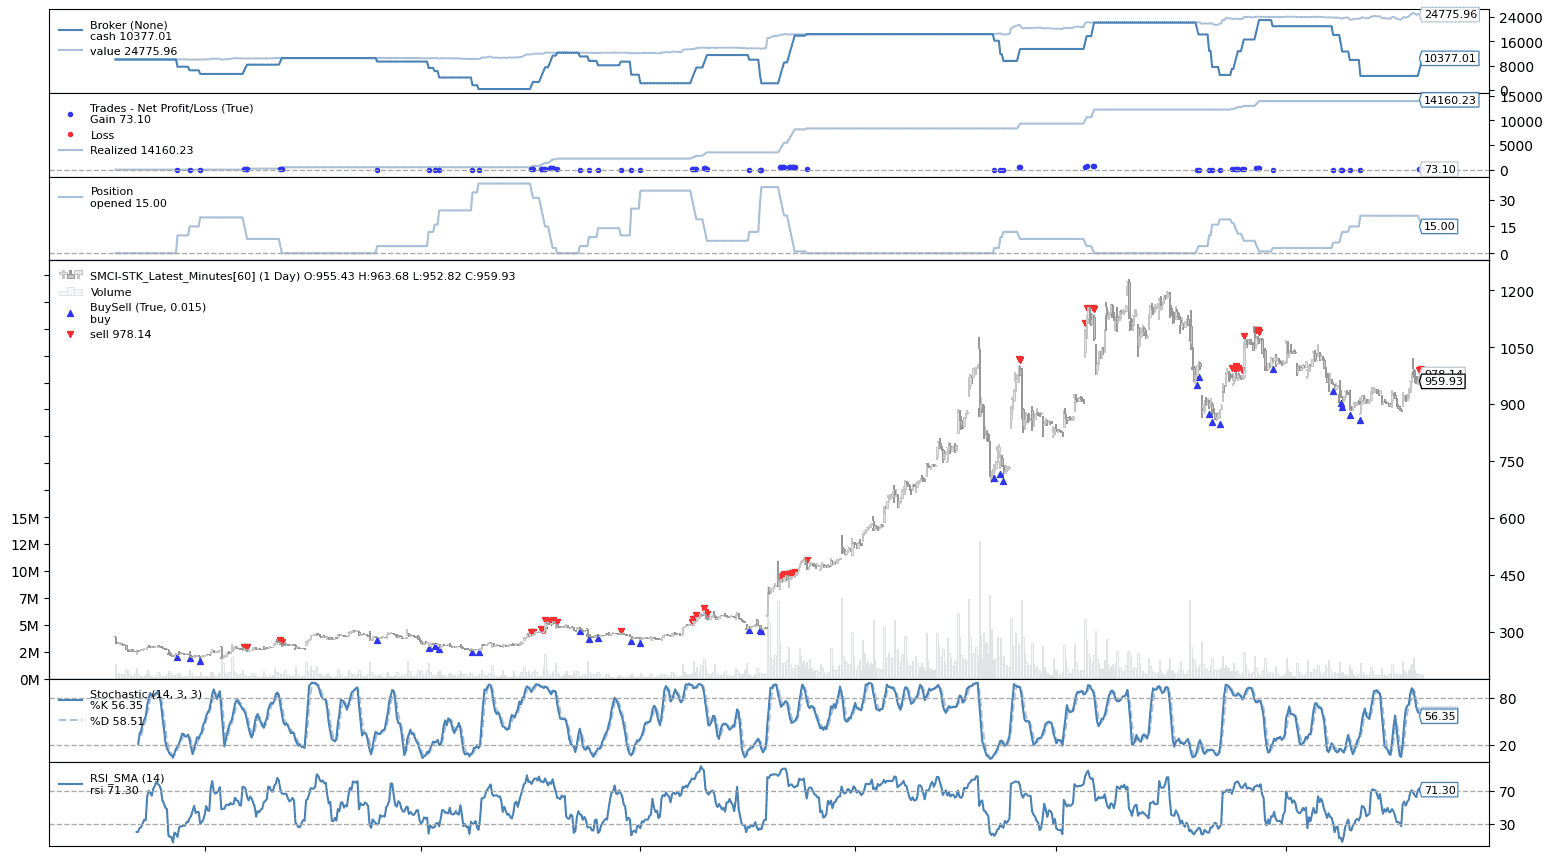 Broker (None)
cash 10377.01
value 24775.96
24000
16000
8000
0
24775.96
10377.01
Trades - Net Profit/Loss (True)
Gain 73.10
Loss
Realized 14160.23
15000
10000
5000
0
14160.23
73.10
Position
opened 15.00
30
15
0
15.00
SMCI-STK_Latest_Minutes[60] (1 Day) O:955.43 H:963.68 L:952.82 C:959.93
Volume
BuySell (True, 0.015)
buy
sell 978.14
1200
1050
900
750
600
450
300
978.14
959.93
15M
12M
10M
7M
5M
2M
0M
Stochastic (14, 3, 3)
%K 56.35
%D 58.51
80
20
56.35
RSI_SMA (14)
rsi 71.30
70
30
71.30